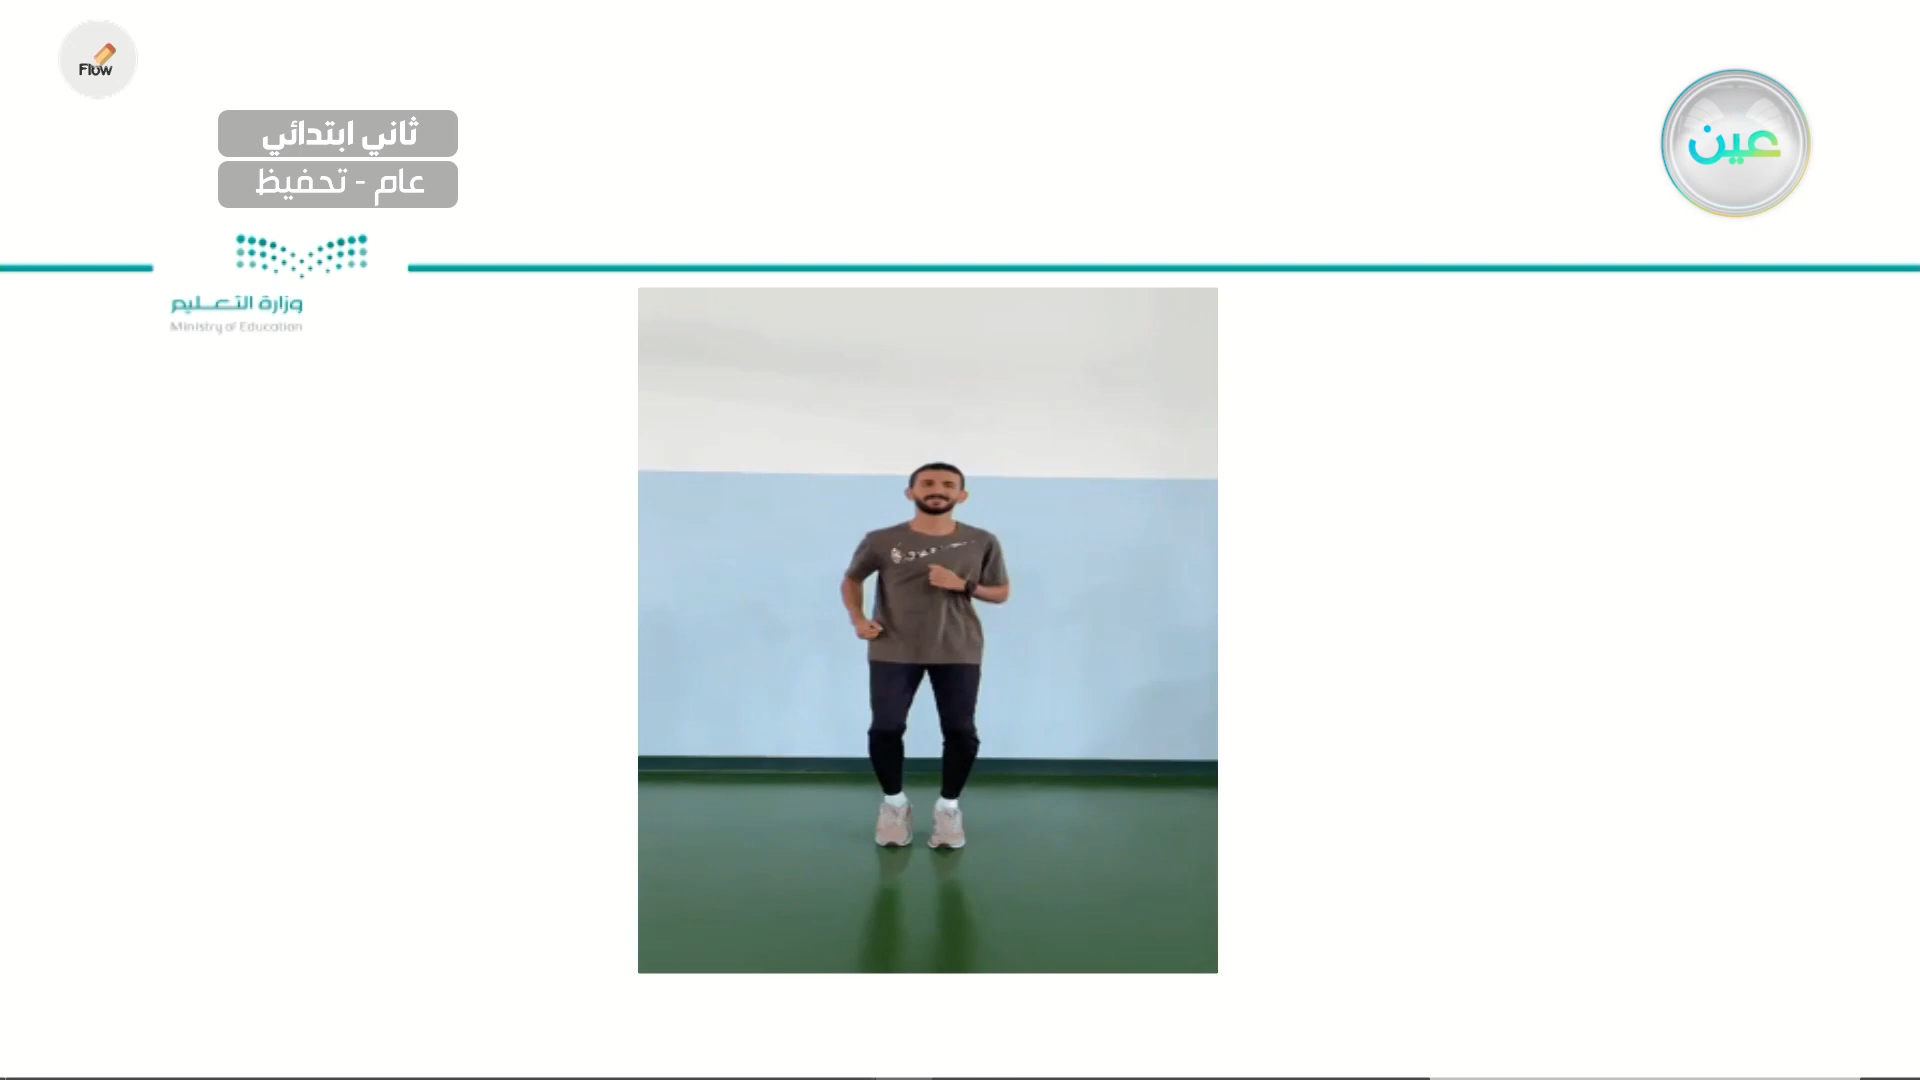 Flow
ثاني ابتدائي
عام - تحفيظ
عين
وزارة التعليم
Ministry of Education